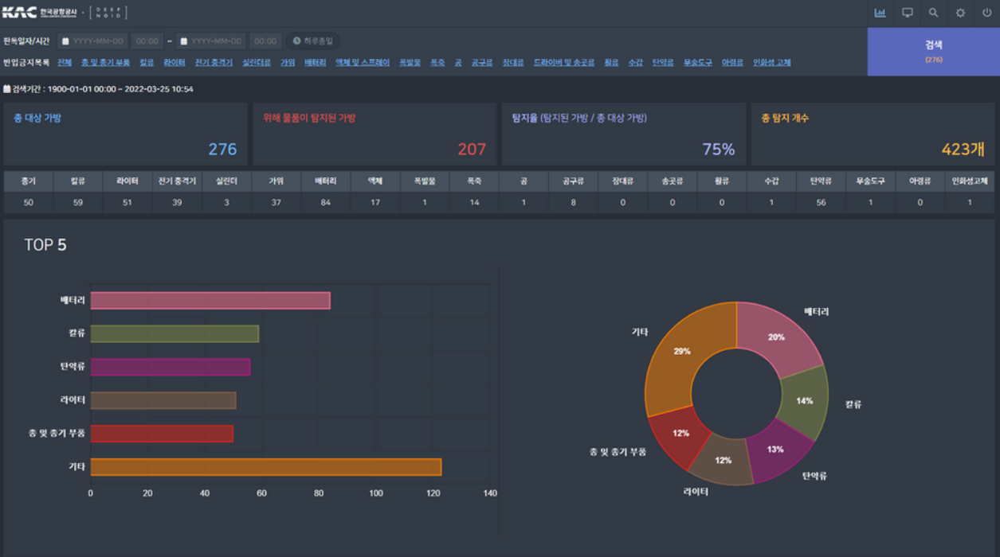 KAC 한국공항공사 · [ DEEP NOID ]
판독일자/시간 YYYY-MM-DD 00:00 ~ YYYY-MM-DD 00:00 하루종일
반입금지목록 전체 총 및 총기 부품 칼류 라이터 전기 충격기 실린더류 가위 배터리 액체 및 스프레이 폭발물 폭죽 공 공구류 장대류 드라이버 및 송곳류 활류 수갑 탄약류 무술도구 아령류 인화성 고체
검색
(276)
검색기간 : 1900-01-01 00:00 ~ 2022-03-25 10:54
총 대상 가방
276
위해 물품이 탐지된 가방
207
탐지율 (탐지된 가방 / 총 대상 가방)
75%
총 탐지 개수
423개
총기 칼류 라이터 전기 충격기 실린더 가위 배터리 액체 폭발물 폭죽 공 공구류 장대류 송곳류 활류 수갑 탄약류 무술도구 아령류 인화성고체
50 59 51 39 3 37 84 17 1 14 1 8 0 0 0 1 56 1 0 1
TOP 5
배터리
칼류
탄약류
라이터
총 및 총기 부품
기타
0 20 40 60 80 100 120 140
배터리
20%
칼류
14%
탄약류
13%
라이터
12%
총 및 총기 부품
12%
기타
29%